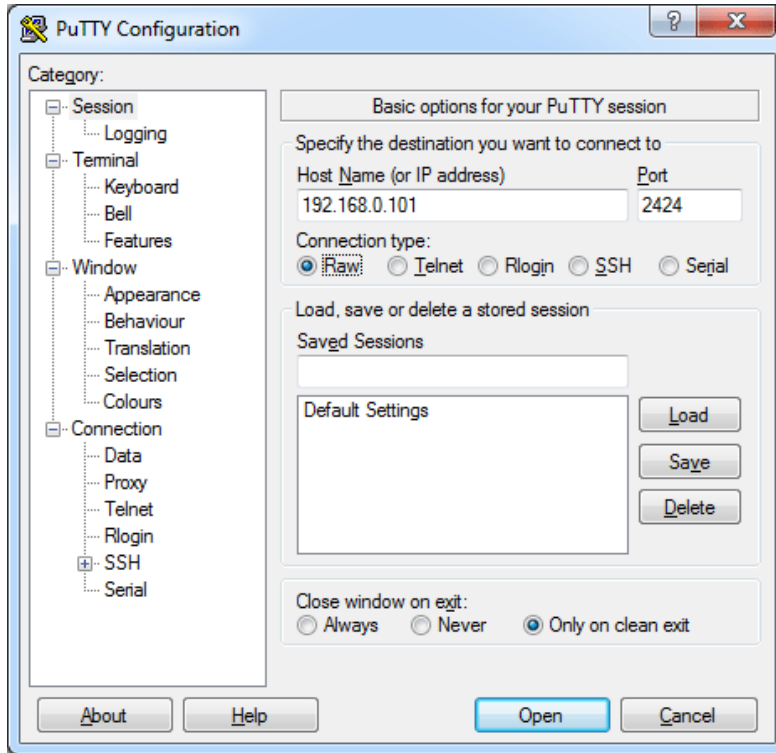 PuTTY Configuration
Category:
Session
Logging
Terminal
Keyboard
Bell
Features
Window
Appearance
Behaviour
Translation
Selection
Colours
Connection
Data
Proxy
Telnet
Rlogin
SSH
Serial
Basic options for your PuTTY session
Specify the destination you want to connect to
Host Name (or IP address) Port
192.168.0.101 2424
Connection type:
Raw Telnet Rlogin SSH Serial
Load, save or delete a stored session
Saved Sessions
Default Settings
Load
Save
Delete
Close window on exit:
Always Never Only on clean exit
About Help Open Cancel